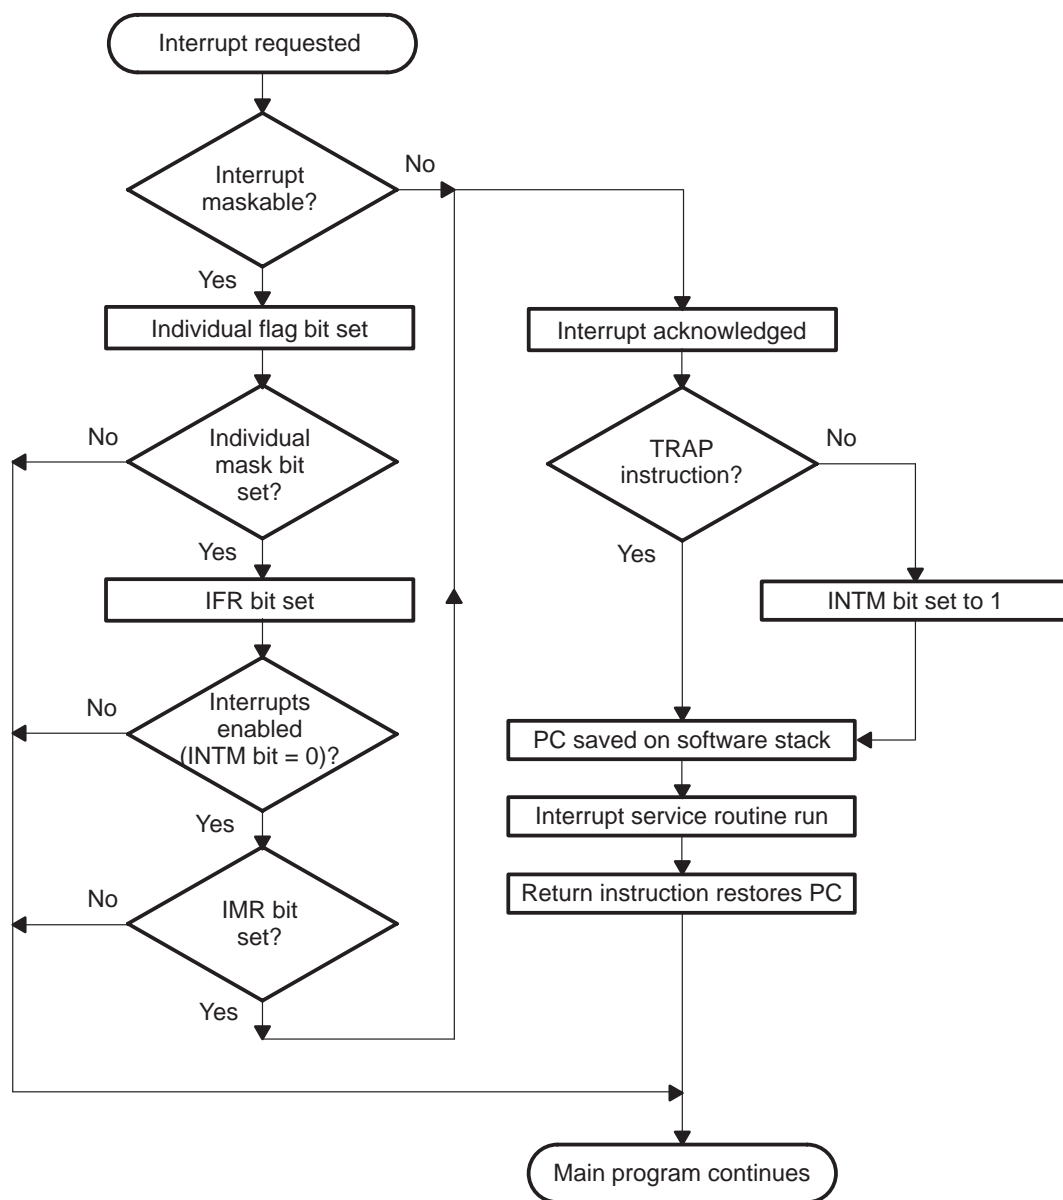 Interrupt requested
Interrupt
maskable?
No
Yes
Individual flag bit set
Individual
mask bit
set?
No
Yes
IFR bit set
Interrupts
enabled
(INTM bit = 0)?
No
Yes
IMR bit
set?
No
Yes
Interrupt acknowledged
TRAP
instruction?
No
Yes
INTM bit set to 1
PC saved on software stack
Interrupt service routine run
Return instruction restores PC
Main program continues